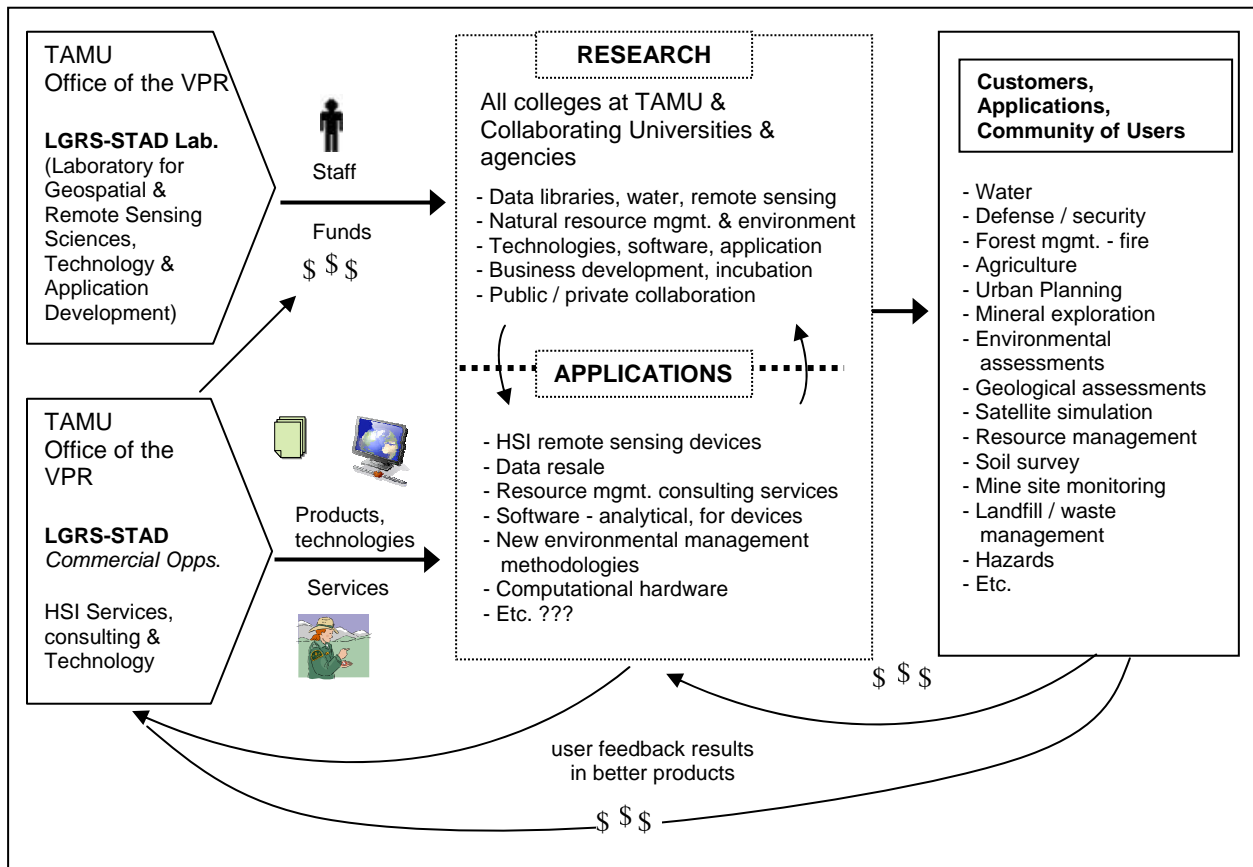 TAMU
Office of the VPR
LGRS-STAD Lab.
(Laboratory for
Geospatial &
Remote Sensing
Sciences,
Technology &
Application
Development)
Staff
Funds
$ $ $
TAMU
Office of the
VPR
LGRS-STAD
Commercial Opps.
HSI Services,
consulting &
Technology
Products,
technologies
Services
RESEARCH
All colleges at TAMU &
Collaborating Universities &
agencies
- Data libraries, water, remote sensing
- Natural resource mgmt. & environment
- Technologies, software, application
- Business development, incubation
- Public / private collaboration
APPLICATIONS
- HSI remote sensing devices
- Data resale
- Resource mgmt. consulting services
- Software - analytical, for devices
- New environmental management
methodologies
- Computational hardware
- Etc. ???
Customers,
Applications,
Community of Users
- Water
- Defense / security
- Forest mgmt. - fire
- Agriculture
- Urban Planning
- Mineral exploration
- Environmental
assessments
- Geological assessments
- Satellite simulation
- Resource management
- Soil survey
- Mine site monitoring
- Landfill / waste
management
- Hazards
- Etc.
$ $ $
user feedback results
in better products
$ $ $